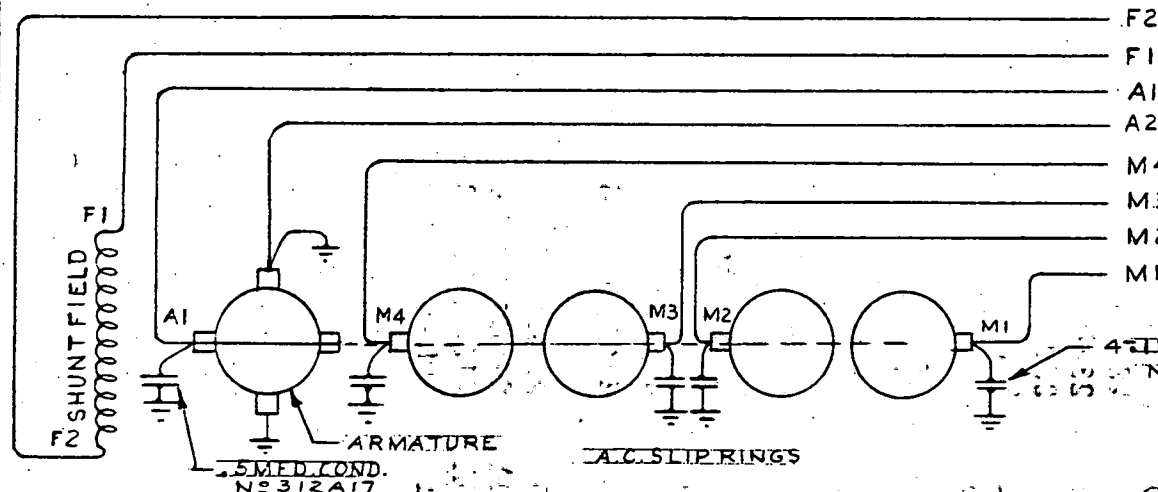 F2
F1
A1
A2
M4
M3
M2
M1
F1
SHUNT FIELD
F2
A1
M4
M3
M2
M1
ARMATURE
.5 MFD. COND.
Nº 312A17
A.C. SLIP RINGS